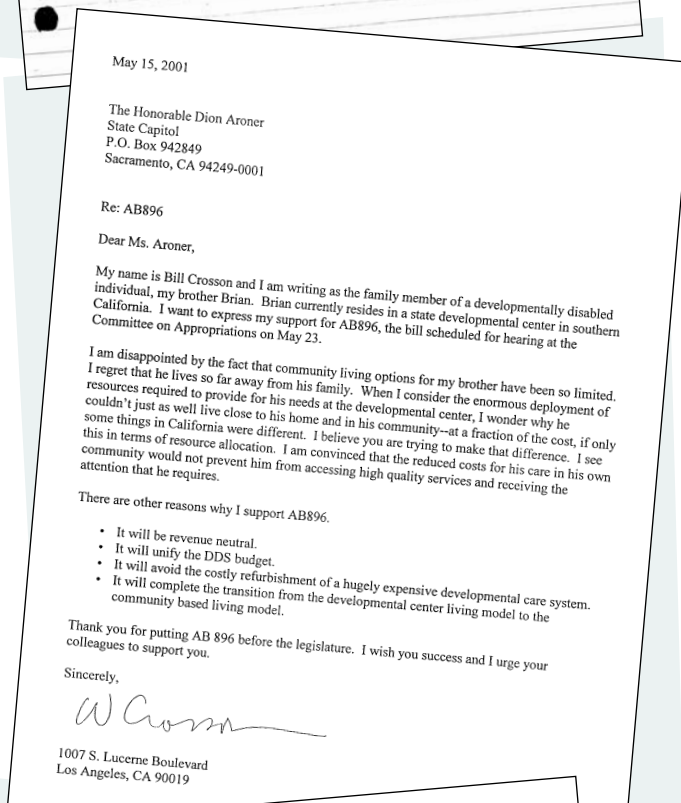 May 15, 2001
The Honorable Dion Aroner
State Capitol
P.O. Box 942849
Sacramento, CA 94249-0001
Re: AB896
Dear Ms. Aroner,
My name is Bill Crosson and I am writing as the family member of a developmentally disabled
individual, my brother Brian. Brian currently resides in a state developmental center in southern
California. I want to express my support for AB896, the bill scheduled for hearing at the
Committee on Appropriations on May 23.
I am disappointed by the fact that community living options for my brother have been so limited.
I regret that he lives so far away from his family. When I consider the enormous deployment of
resources required to provide for his needs at the developmental center, I wonder why he
couldn't just as well live close to his home and in his community--at a fraction of the cost, if only
some things in California were different. I believe you are trying to make that difference. I see
this in terms of resource allocation. I am convinced that the reduced costs for his care in his own
community would not prevent him from accessing high quality services and receiving the
attention that he requires.
There are other reasons why I support AB896.
• It will be revenue neutral.
• It will unify the DDS budget.
• It will avoid the costly refurbishment of a hugely expensive developmental care system.
• It will complete the transition from the developmental center living model to the
community based living model.
Thank you for putting AB 896 before the legislature. I wish you success and I urge your
colleagues to support you.
Sincerely,
W Crosson
1007 S. Lucerne Boulevard
Los Angeles, CA 90019